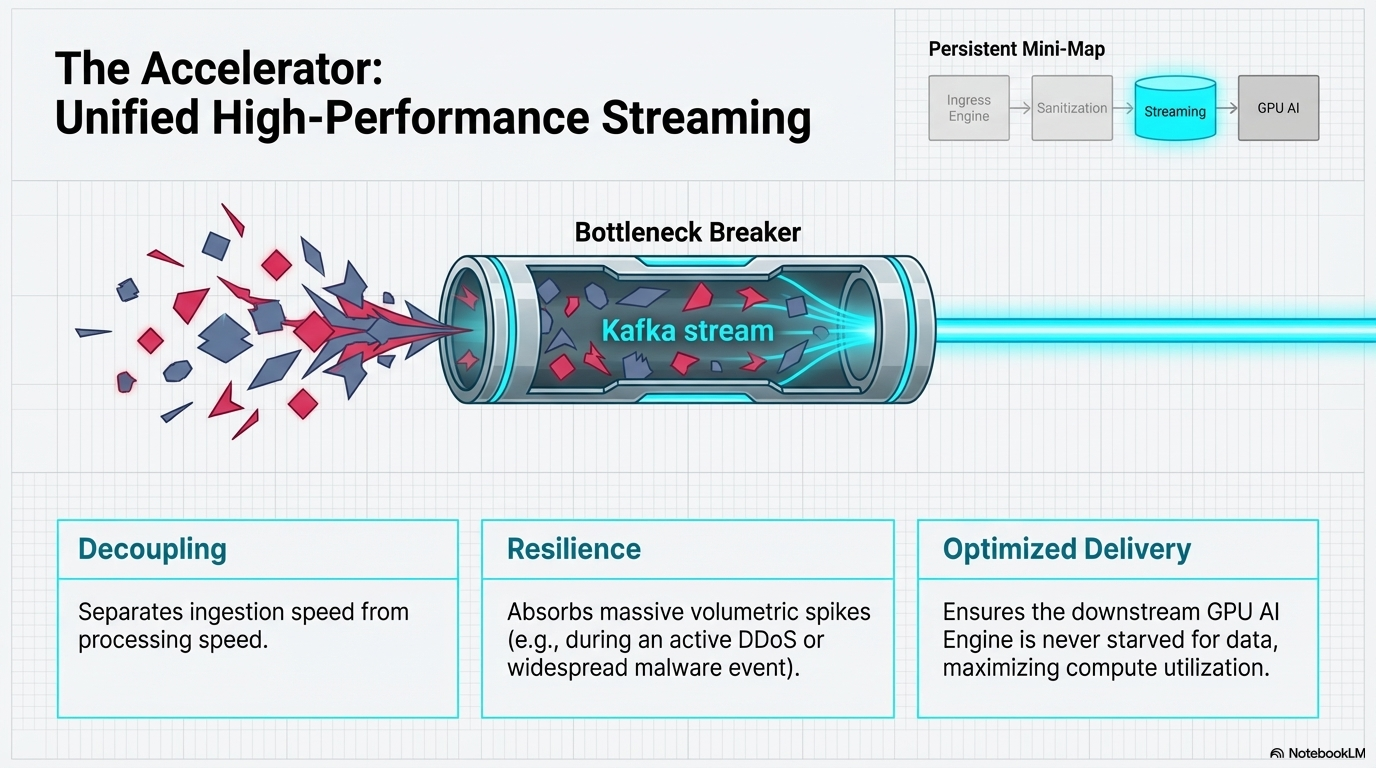 The Accelerator:
Unified High-Performance Streaming
Persistent Mini-Map
Ingress
Engine
Sanitization
Streaming
GPU AI
Bottleneck Breaker
Kafka stream
Decoupling
Separates ingestion speed from
processing speed.
Resilience
Absorbs massive volumetric spikes
(e.g., during an active DDoS or
widespread malware event).
Optimized Delivery
Ensures the downstream GPU AI
Engine is never starved for data,
maximizing compute utilization.
NotebookLM